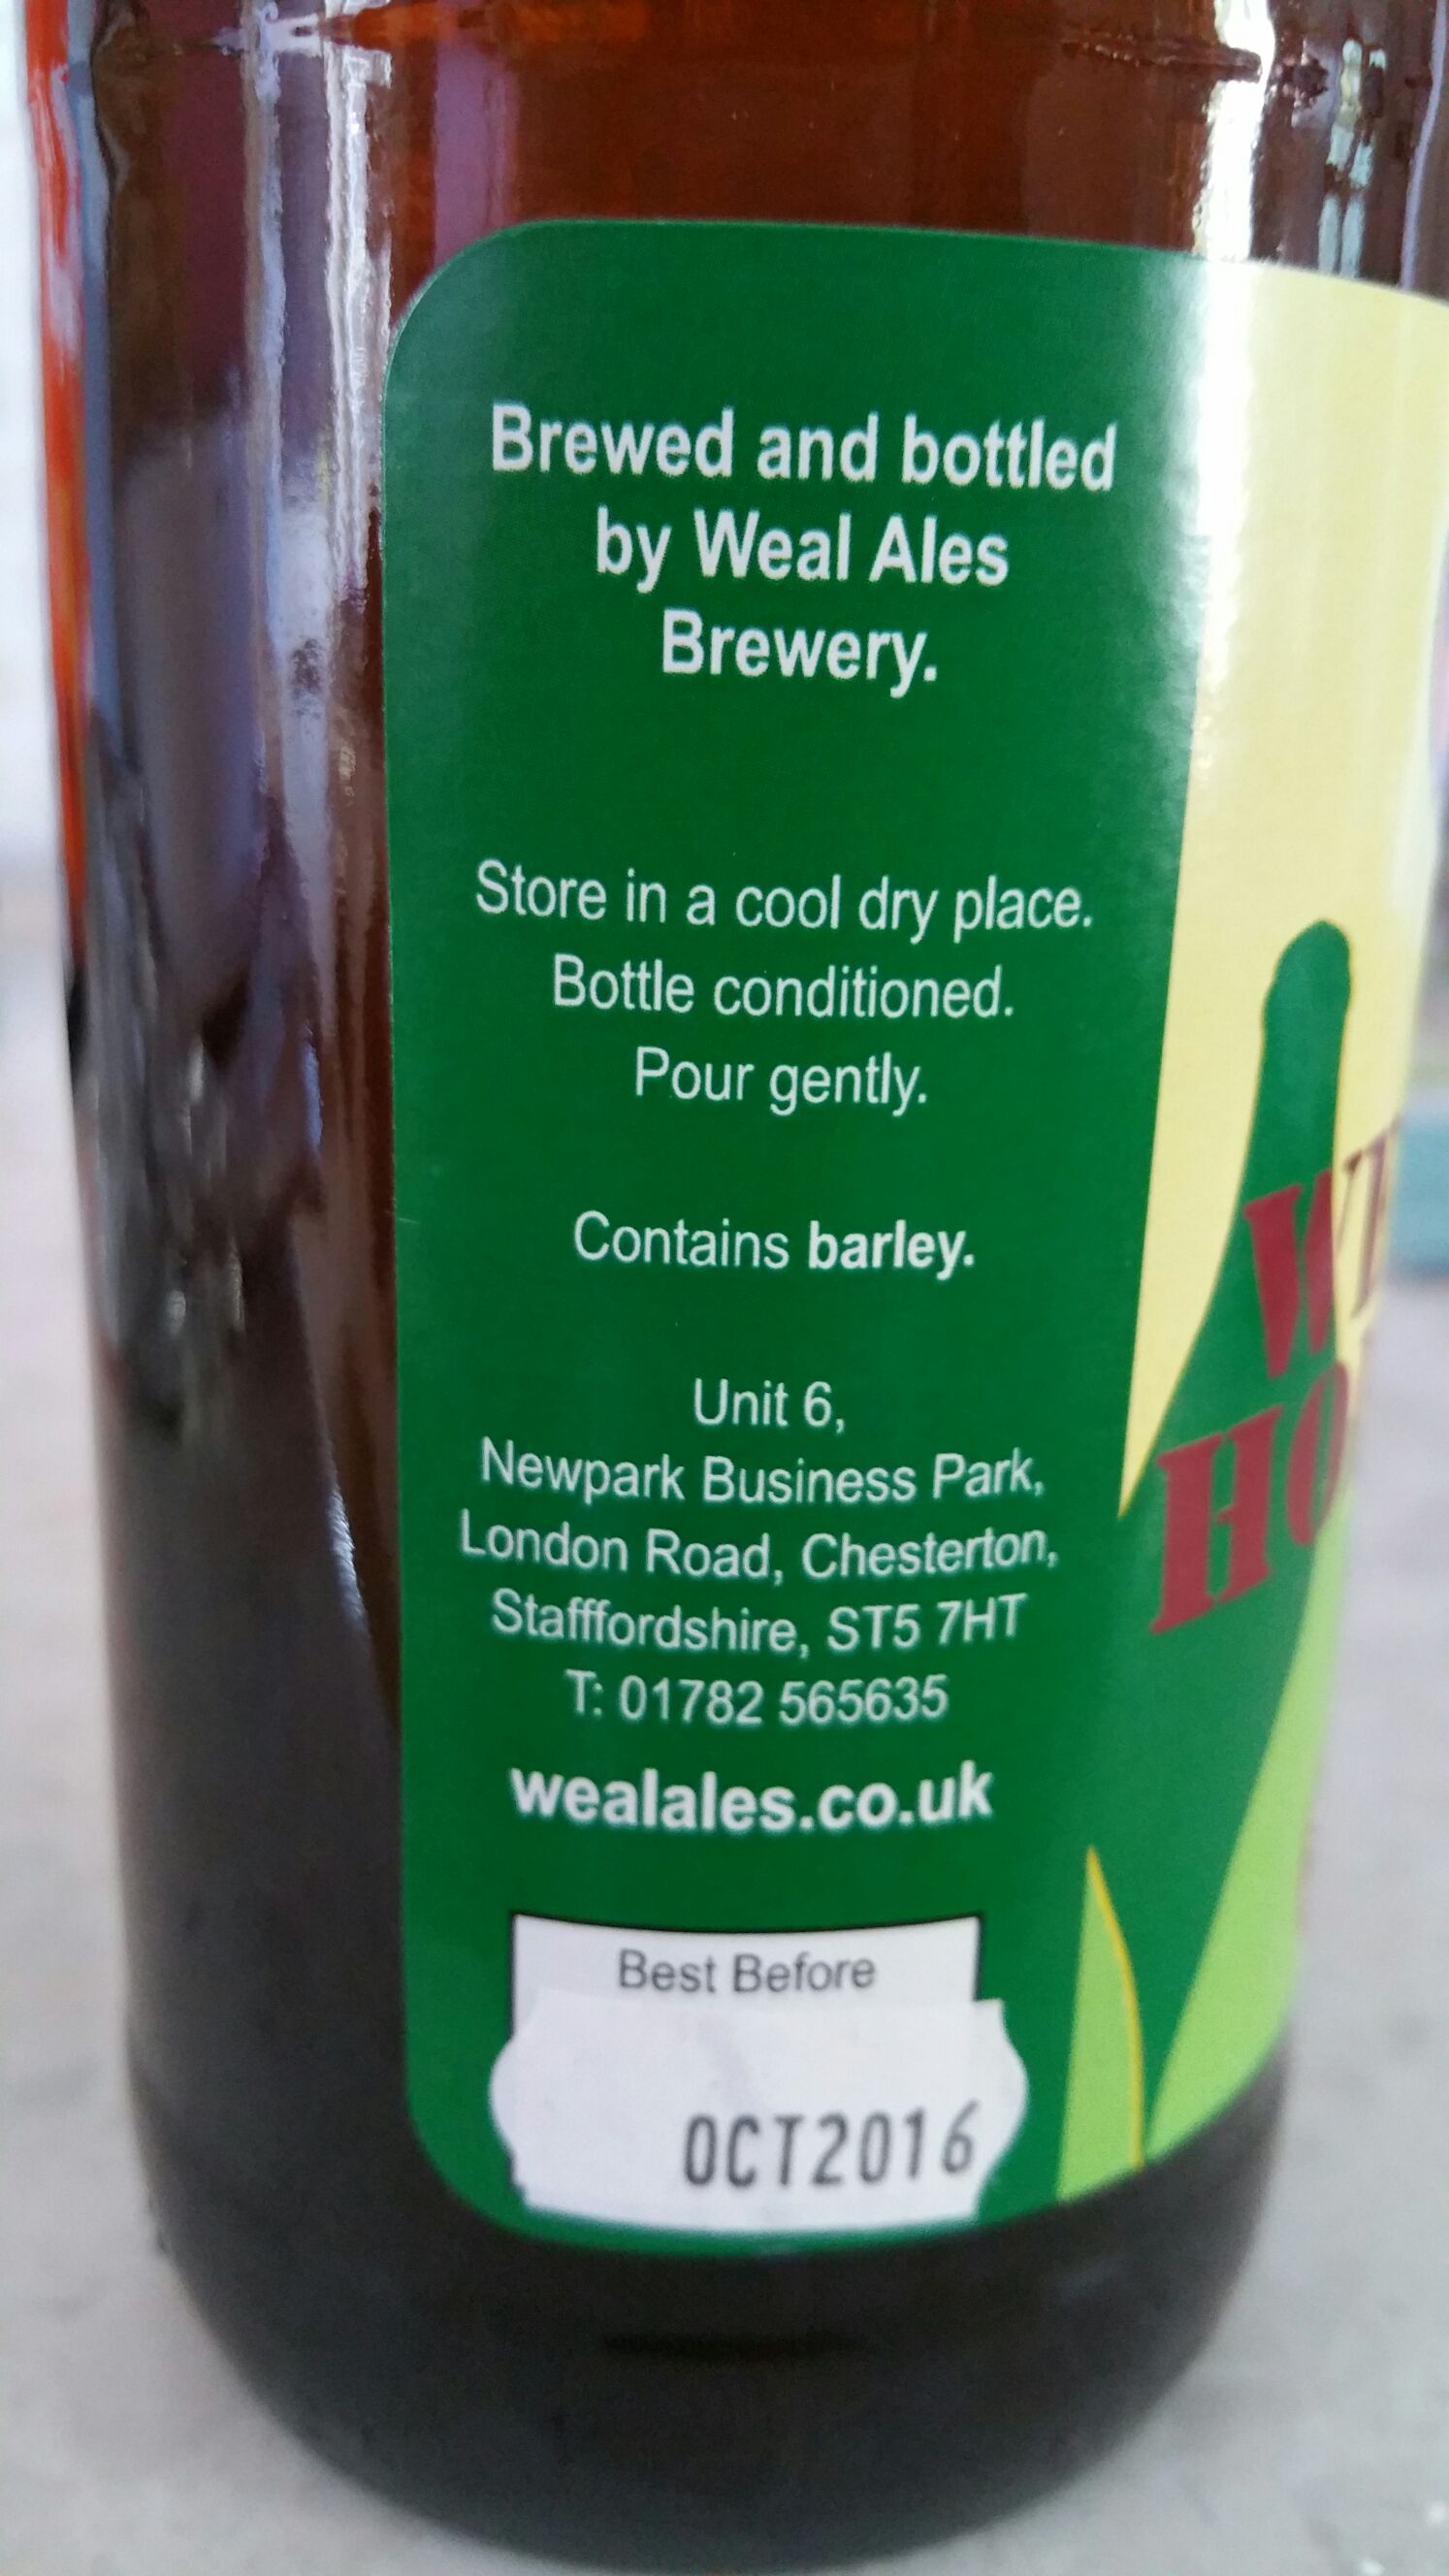 Brewed and bottled
by Weal Ales
Brewery.
Store in a cool dry place.
Bottle conditioned.
Pour gently.
Contains barley.
Unit 6,
Newpark Business Park,
London Road, Chesterton,
Stafffordshire, ST5 7HT
T: 01782 565635
wealales.co.uk
Best Before
OCT2016